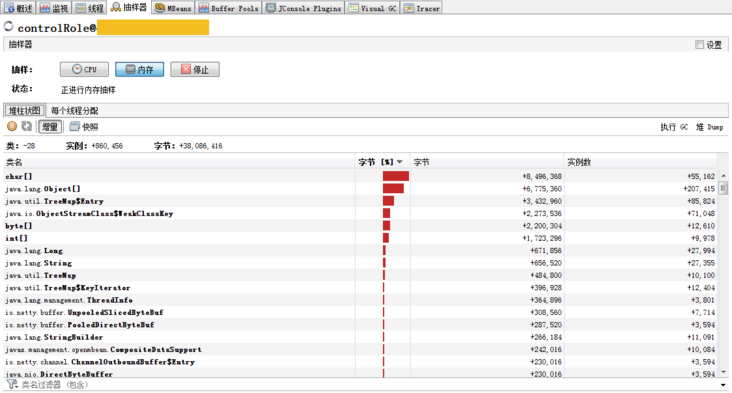 概述 监视 线程 抽样器 MBeans Buffer Pools JConsole Plugins Visual GC Tracer
controlRole@
抽样器 设置
抽样: CPU 内存 停止
状态: 正进行内存抽样
堆柱状图 每个线程分配
增量 快照 执行 GC 堆 Dump
类: -28 实例: +860,456 字节: +38,086,416
类名 字节 [%] 字节 实例数
char[] +8,496,368 +55,162
java.lang.Object[] +6,775,360 +207,415
java.util.TreeMap$Entry +3,432,960 +85,824
java.io.ObjectStreamClass$WeakClassKey +2,273,536 +71,048
byte[] +2,200,304 +12,610
int[] +1,723,296 +9,978
java.lang.Long +671,856 +27,994
java.lang.String +656,520 +27,355
java.util.TreeMap +484,800 +10,100
java.util.TreeMap$KeyIterator +396,928 +12,404
java.lang.management.ThreadInfo +364,896 +3,801
io.netty.buffer.UnpooledSlicedByteBuf +308,560 +7,714
io.netty.buffer.PooledDirectByteBuf +287,520 +3,594
java.lang.StringBuilder +266,184 +11,091
javax.management.openmbean.CompositeDataSupport +242,016 +10,084
io.netty.channel.ChannelOutboundBuffer$Entry +230,016 +3,594
java.nio.DirectByteBuffer +230,016 +3,594
类名过滤器 (包含)